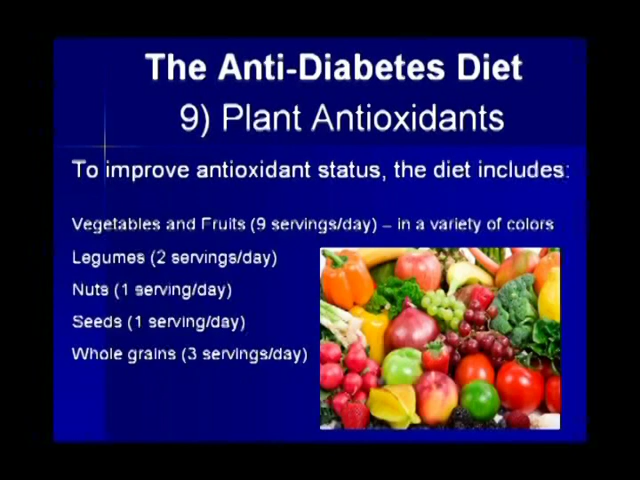 The Anti-Diabetes Diet
9) Plant Antioxidants
To improve antioxidant status, the diet includes:
Vegetables and Fruits (9 servings/day) – in a variety of colors
Legumes (2 servings/day)
Nuts (1 serving/day)
Seeds (1 serving/day)
Whole grains (3 servings/day)